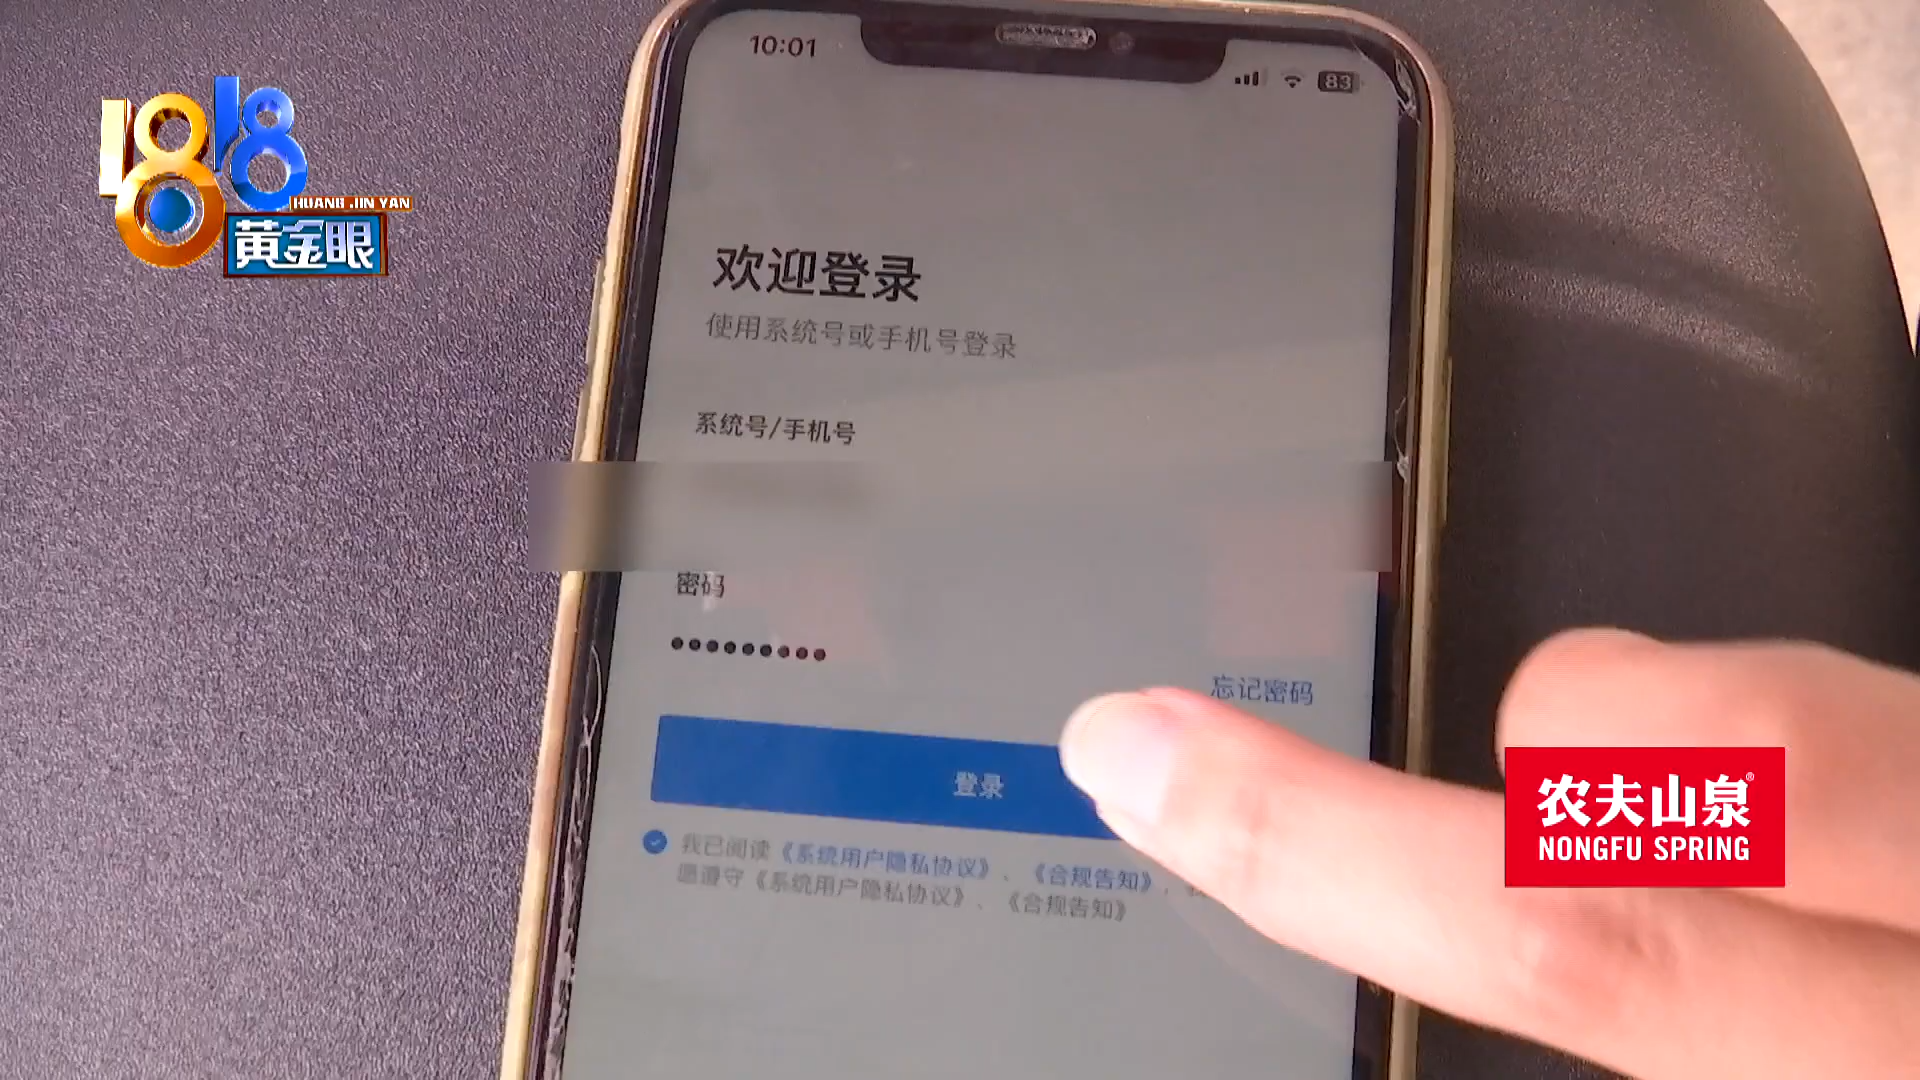 10:01
83
1818
HUANG JIN YAN
黄金眼
欢迎登录
使用系统号或手机号登录
系统号/手机号
密码
•••••••••
忘记密码
登录
我已阅读《系统用户隐私协议》、《合规告知》,
愿遵守《系统用户隐私协议》、《合规告知》
农夫山泉®
NONGFU SPRING